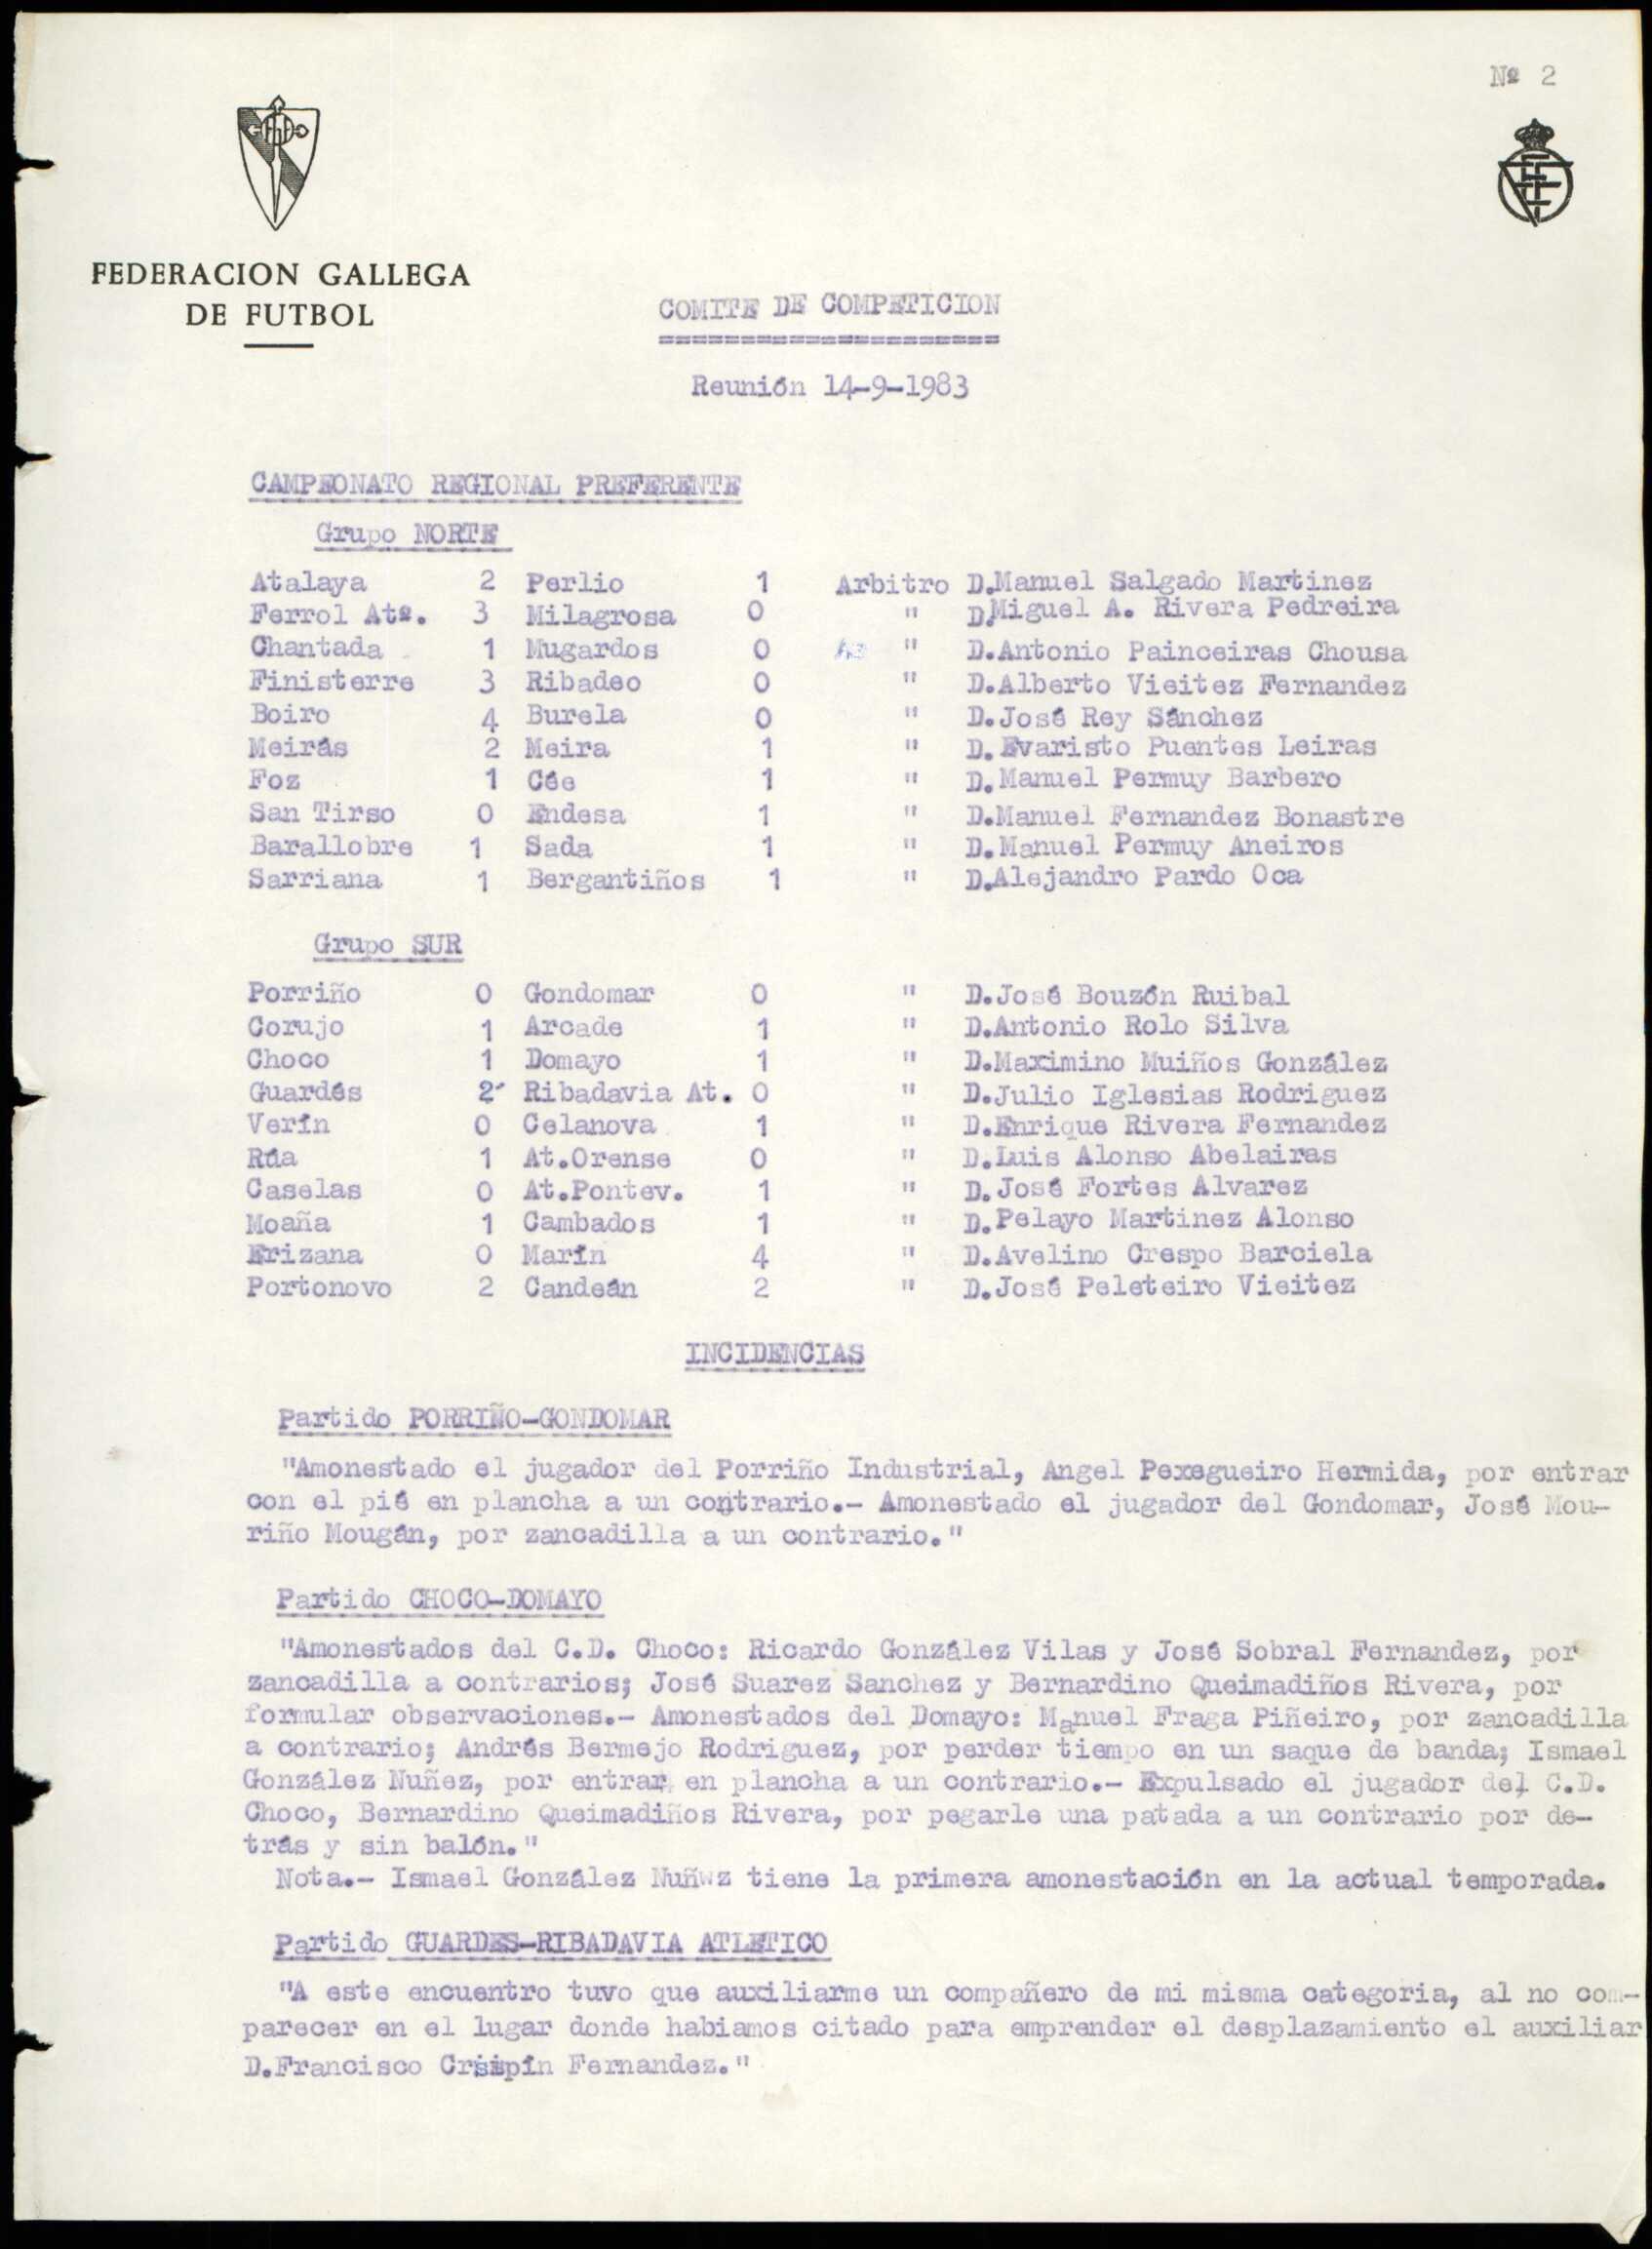 Nº 2
FEDERACION GALLEGA
DE FUTBOL
COMITE DE COMPETICION
=====================
Reunión 14-9-1983
CAMPEONATO REGIONAL PREFERENTE
Grupo NORTE
Atalaya 2 Perlio 1 Arbitro D.Manuel Salgado Martinez
Ferrol Atº. 3 Milagrosa 0 " D.Miguel A. Rivera Pedreira
Chantada 1 Mugardos 0 " D.Antonio Painceiras Chousa
Finisterre 3 Ribadeo 0 " D.Alberto Vieitez Fernandez
Boiro 4 Burela 0 " D.José Rey Sánchez
Meirás 2 Meira 1 " D.Evaristo Puentes Leiras
Foz 1 Cée 1 " D.Manuel Permuy Barbero
San Tirso 0 Endesa 1 " D.Manuel Fernandez Bonastre
Barallobre 1 Sada 1 " D.Manuel Permuy Aneiros
Sarriana 1 Bergantiños 1 " D.Alejandro Pardo Oca
Grupo SUR
Porriño 0 Gondomar 0 " D.José Bouzón Ruibal
Corujo 1 Arcade 1 " D.Antonio Rolo Silva
Choco 1 Domayo 1 " D.Maximino Muiños González
Guardés 2 Ribadavia At. 0 " D.Julio Iglesias Rodriguez
Verín 0 Celanova 1 " D.Enrique Rivera Fernandez
Rúa 1 At.Orense 0 " D.Luis Alonso Abelairas
Caselas 0 At.Pontev. 1 " D.José Fortes Alvarez
Moaña 1 Cambados 1 " D.Pelayo Martinez Alonso
Erizana 0 Marín 4 " D.Avelino Crespo Barciela
Portonovo 2 Candeán 2 " D.José Peleteiro Vieitez
INCIDENCIAS
Partido PORRIÑO-GONDOMAR
"Amonestado el jugador del Porriño Industrial, Angel Pexegueiro Hermida, por entrar
con el pié en plancha a un contrario.- Amonestado el jugador del Gondomar, José Mou-
riño Mougán, por zancadilla a un contrario."
Partido CHOCO-DOMAYO
"Amonestados del C.D. Choco: Ricardo González Vilas y José Sobral Fernandez, por
zancadilla a contrarios; José Suarez Sanchez y Bernardino Queimadiños Rivera, por
formular observaciones.- Amonestados del Domayo: Manuel Fraga Piñeiro, por zancadilla
a contrario; Andrés Bermejo Rodriguez, por perder tiempo en un saque de banda; Ismael
González Nuñez, por entrar en plancha a un contrario.- Expulsado el jugador del C.D.
Choco, Bernardino Queimadiños Rivera, por pegarle una patada a un contrario por de-
trás y sin balón."
Nota.- Ismael González Nuñwz tiene la primera amonestación en la actual temporada.
Partido GUARDES-RIBADAVIA ATLETICO
"A este encuentro tuvo que auxiliarme un compañero de mi misma categoria, al no com-
parecer en el lugar donde habiamos citado para emprender el desplazamiento el auxiliar
D.Francisco Crispín Fernandez."